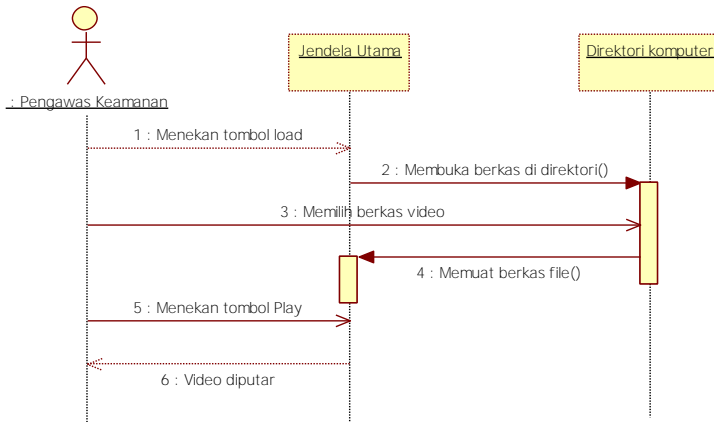 Jendela Utama
Direktori komputer
: Pengawas Keamanan
1 : Menekan tombol load
2 : Membuka berkas di direktori()
3 : Memilih berkas video
4 : Memuat berkas file()
5 : Menekan tombol Play
6 : Video diputar